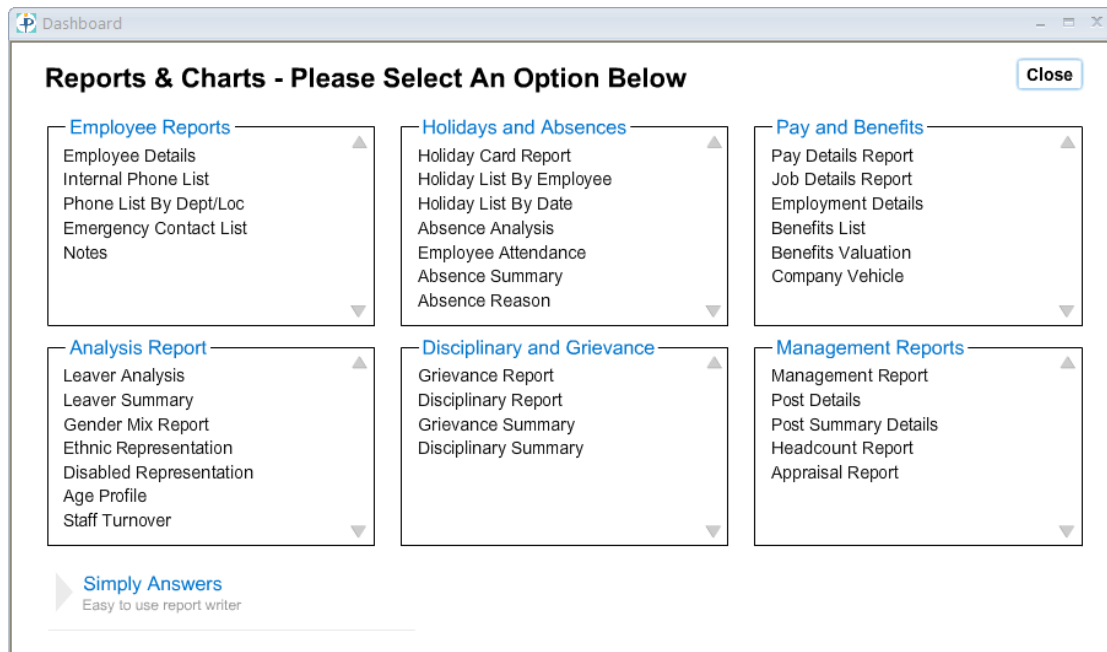 Dashboard
Reports & Charts - Please Select An Option Below
Close
Employee Reports
Employee Details
Internal Phone List
Phone List By Dept/Loc
Emergency Contact List
Notes
Holidays and Absences
Holiday Card Report
Holiday List By Employee
Holiday List By Date
Absence Analysis
Employee Attendance
Absence Summary
Absence Reason
Pay and Benefits
Pay Details Report
Job Details Report
Employment Details
Benefits List
Benefits Valuation
Company Vehicle
Analysis Report
Leaver Analysis
Leaver Summary
Gender Mix Report
Ethnic Representation
Disabled Representation
Age Profile
Staff Turnover
Disciplinary and Grievance
Grievance Report
Disciplinary Report
Grievance Summary
Disciplinary Summary
Management Reports
Management Report
Post Details
Post Summary Details
Headcount Report
Appraisal Report
Simply Answers
Easy to use report writer